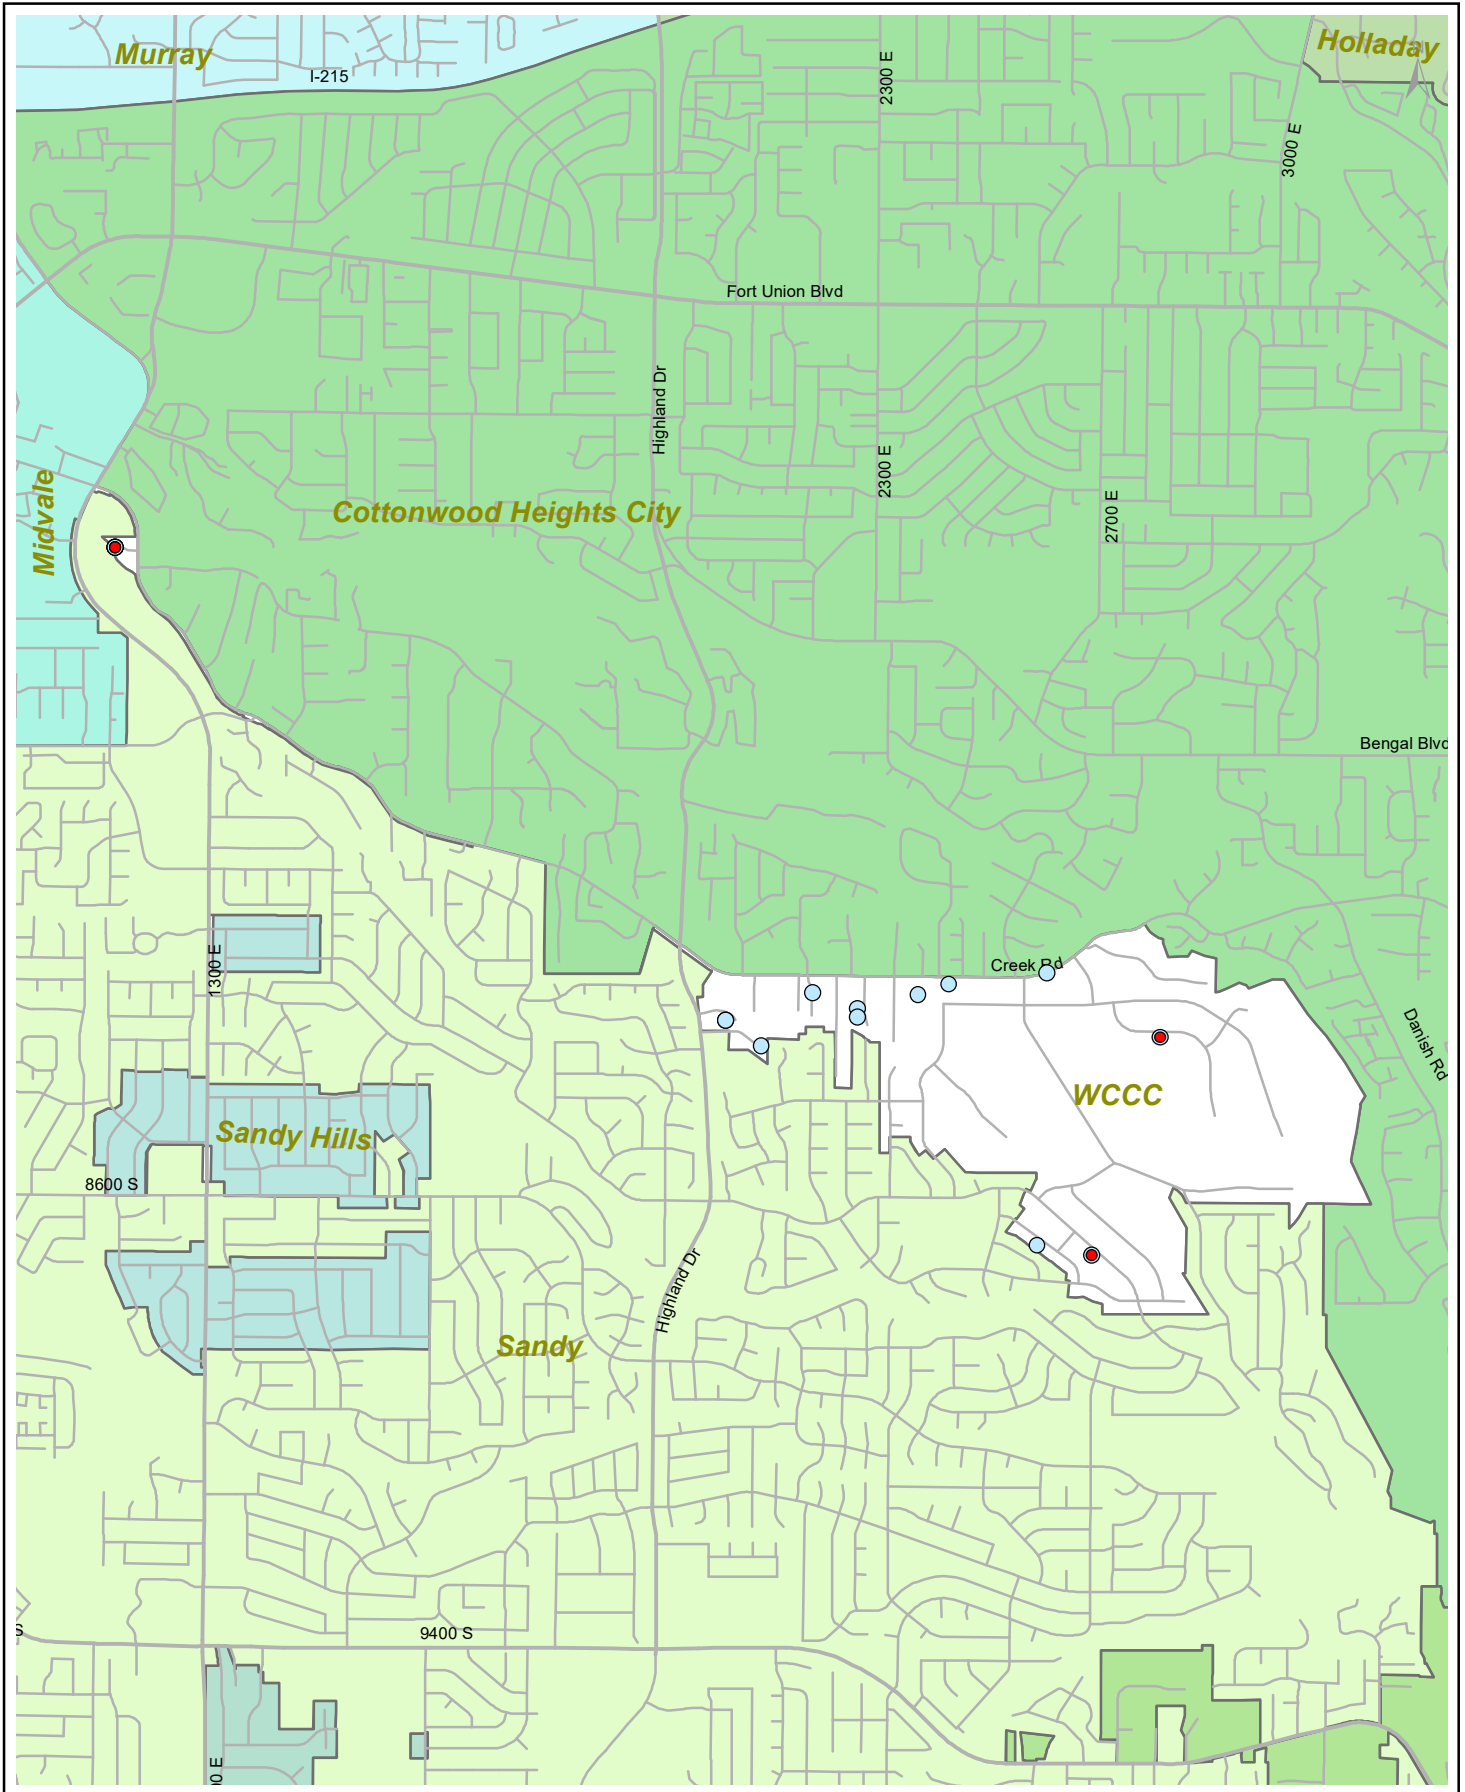 Murray
Holladay
I-215
2300 E
3000 E
Fort Union Blvd
Highland Dr
2300 E
Midvale
Cottonwood Heights City
2700 E
Bengal Blvd
1300 E
Creek Rd
Danish Rd
WCCC
Sandy Hills
8600 S
Highland Dr
Sandy
S
9400 S
00 E